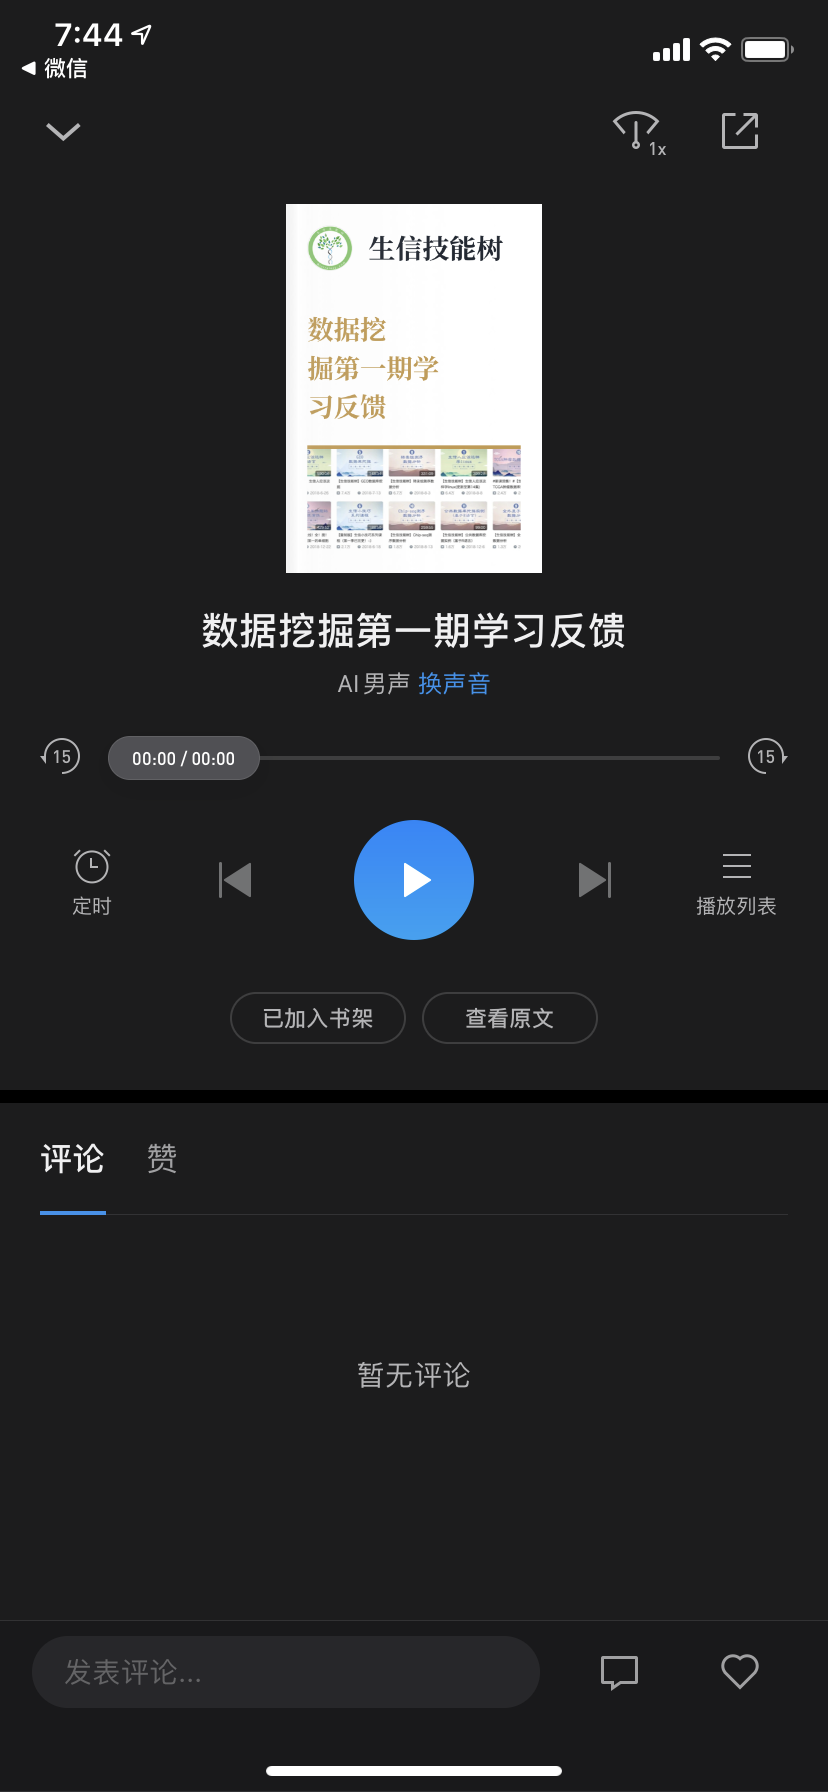 7:44
微信
1x
生信技能树
数据挖
掘第一期学
习反馈
数据挖掘第一期学习反馈
AI 男声 换声音
15
00:00 / 00:00
15
定时
播放列表
已加入书架
查看原文
评论
赞
暂无评论
发表评论...